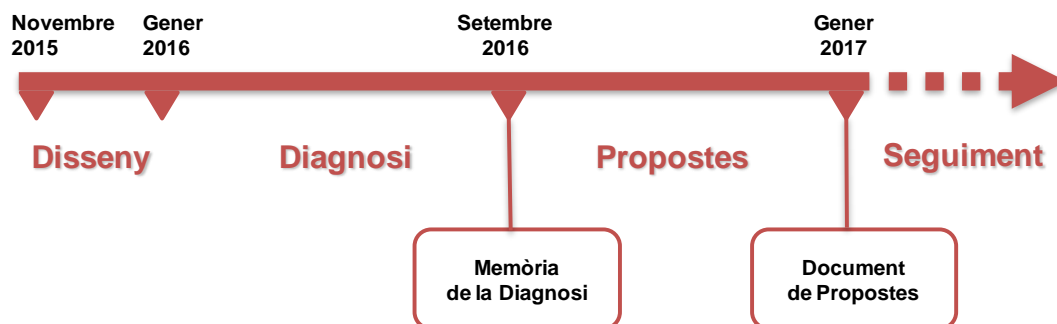 Novembre
2015
Gener
2016
Setembre
2016
Gener
2017
Disseny
Diagnosi
Propostes
Seguiment
Memòria
de la Diagnosi
Document
de Propostes